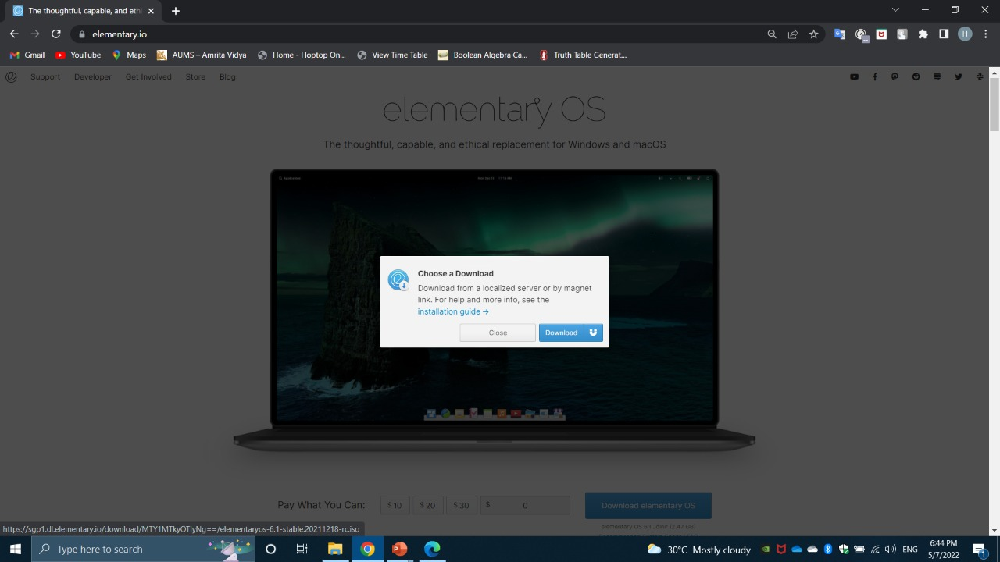 The thoughtful, capable, and eth
elementary.io
H
Gmail YouTube Maps AUMS – Amrita Vidya Home - Hoptop On... View Time Table Boolean Algebra Ca... Truth Table Generat...
Support Developer Get Involved Store Blog
elementary OS
The thoughtful, capable, and ethical replacement for Windows and macOS
Choose a Download
Download from a localized server or by magnet
link. For help and more info, see the
installation guide →
Close Download
Pay What You Can: $ 10 $ 20 $ 30 $ 0 Download elementary OS
elementary OS 6.1 Jólnir (2.47 GB)
https://sgp1.dl.elementary.io/download/MTY1MTkyOTIyNg==/elementaryos-6.1-stable.20211218-rc.iso
Type here to search
30°C Mostly cloudy
ENG
6:44 PM
5/7/2022
1